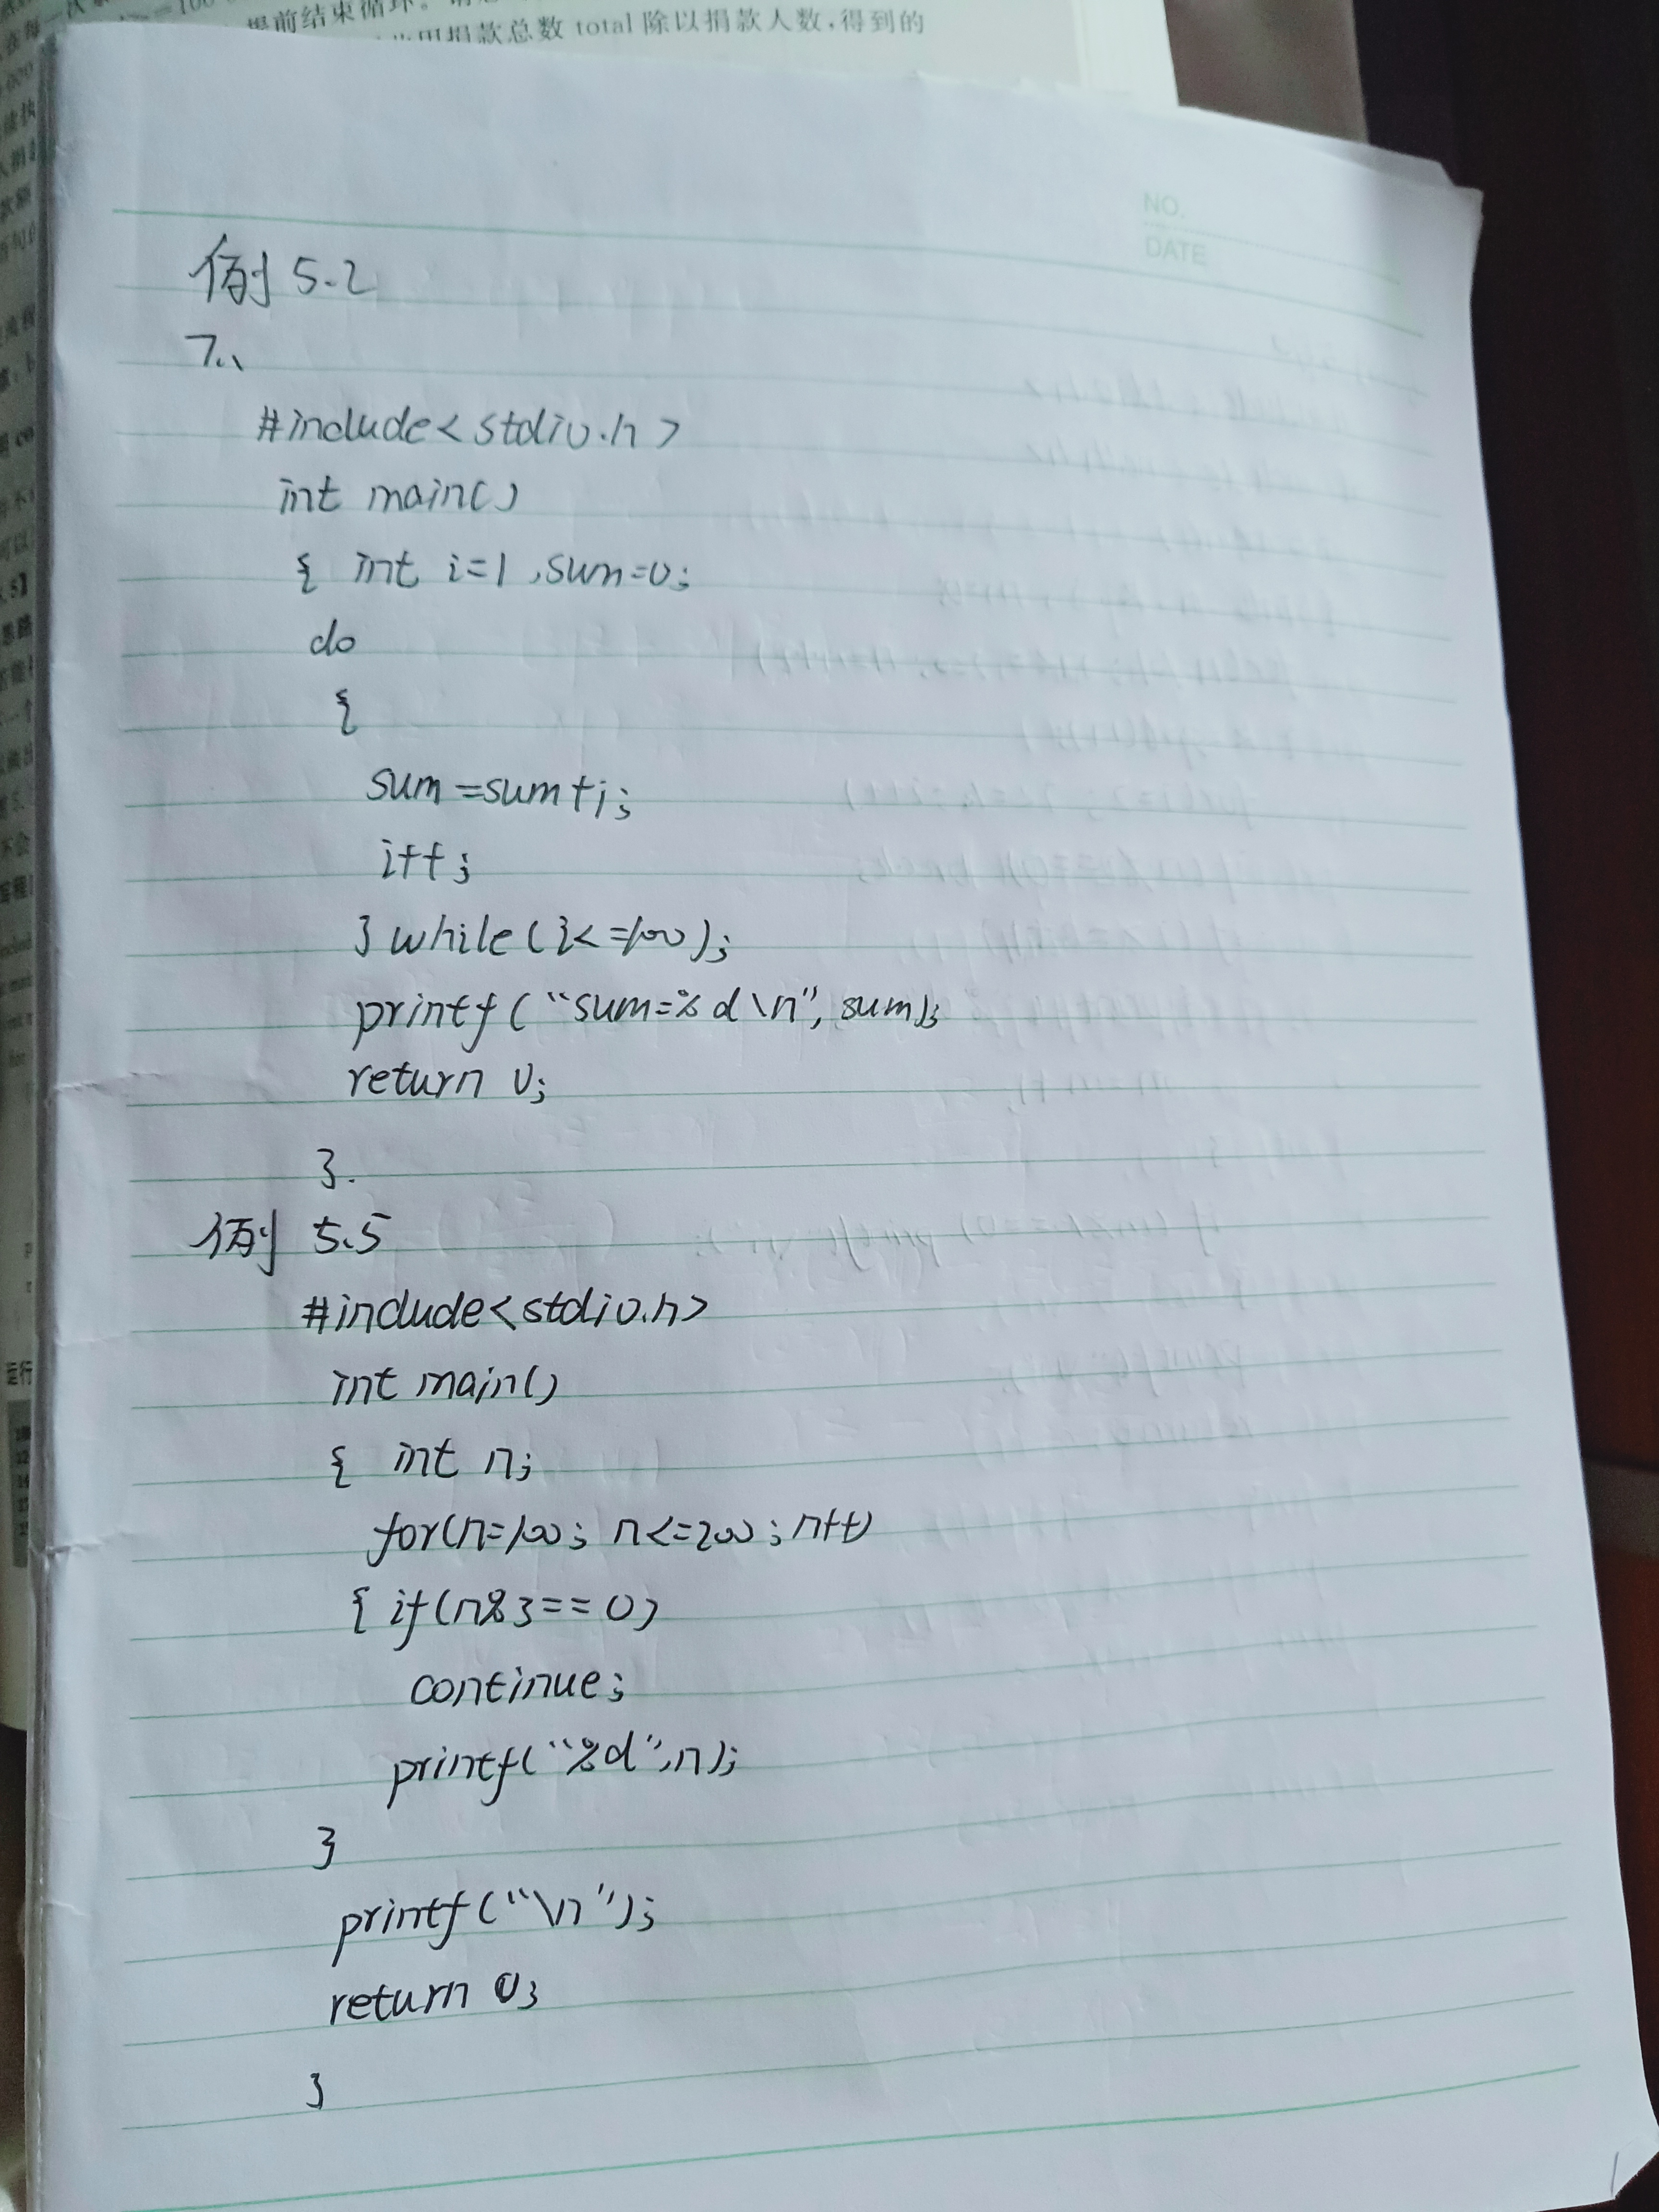 前结束循环。
捐款总数 total 除以捐款人数,得到的
NO.
DATE
例 5.2
7、
#include<stdio.h>
int main()
{ int i=1,sum=0;
do
{
sum=sum+i;
i++;
}while(i<=100);
printf("sum=%d\n",sum);
return 0;
}.
例 5.5
#include<stdio.h>
int main()
{ int n;
for(n=100; n<=200; n++)
{ if(n%3==0)
continue;
printf("%d",n);
}
printf("\n");
return 0;
}